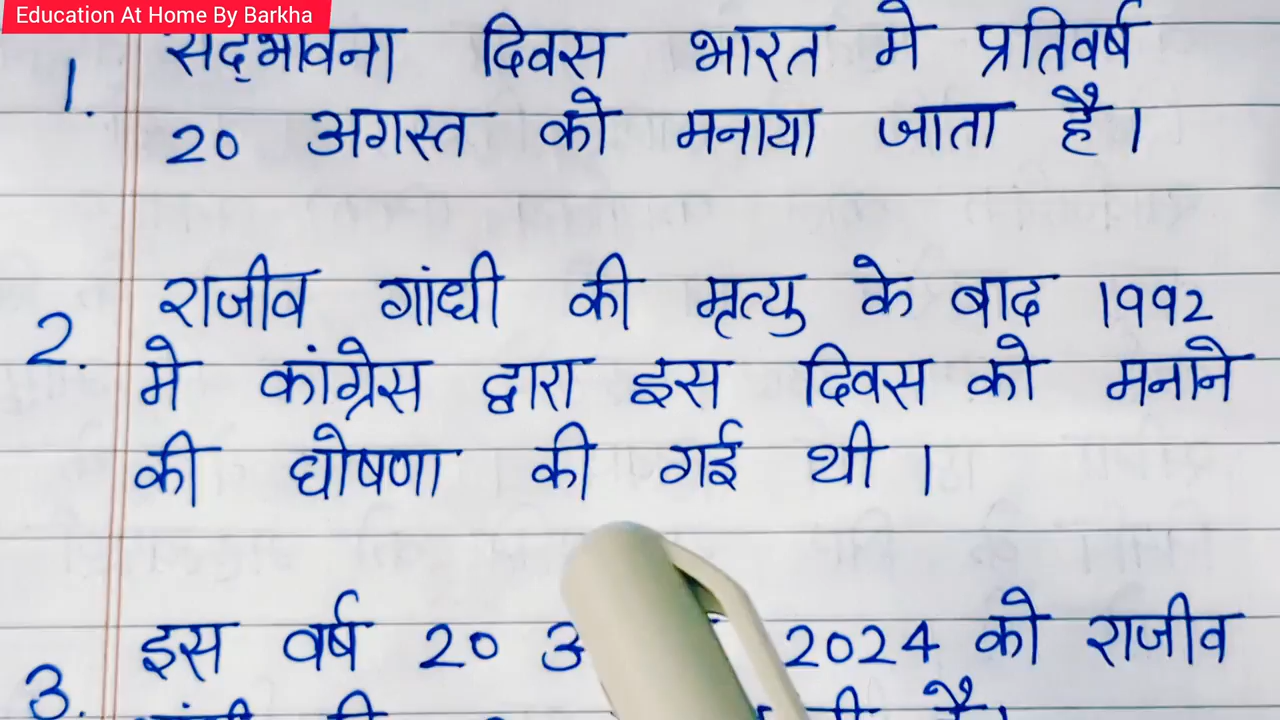 Education At Home By Barkha
1. सद्भावना दिवस भारत मे प्रतिवर्ष
20 अगस्त को मनाया जाता है।
2. राजीव गांधी की मृत्यु के बाद 1992
मे कांग्रेस द्वारा इस दिवस को मनाने
की घोषणा की गई थी।
3. इस वर्ष 20 2024 को राजीव
है।